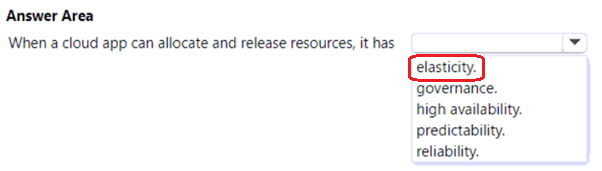 Answer Area
When a cloud app can allocate and release resources, it has
elasticity.
governance.
high availability.
predictability.
reliability.